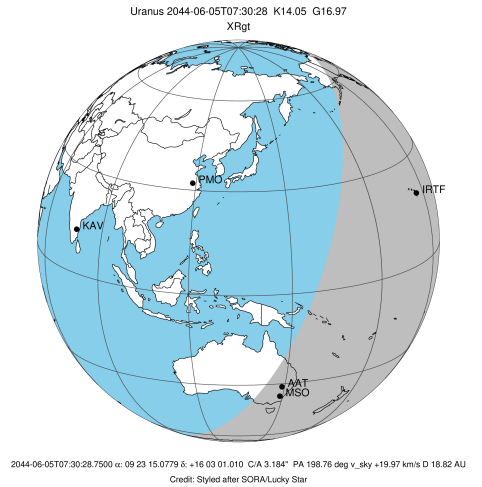 Uranus 2044-06-05T07:30:28 K14.05 G16.97
XRgt
PMO
IRTF
KAV
AAT
MSO
2044-06-05T07:30:28.7500 α: 09 23 15.0779 δ: +16 03 01.010 C/A 3.184" PA 198.76 deg v_sky +19.97 km/s D 18.82 AU
Credit: Styled after SORA/Lucky Star